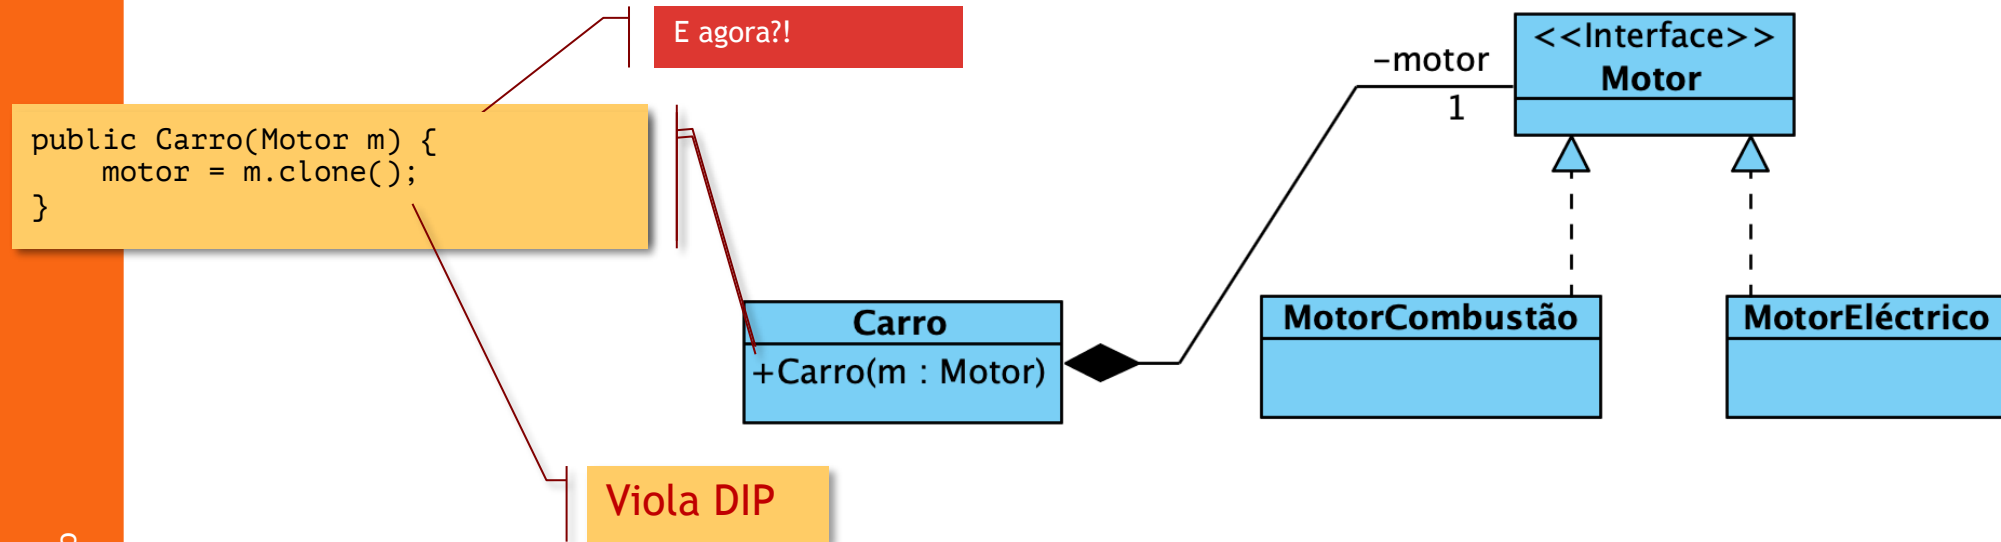 E agora?!
public Carro(Motor m) {
motor = m.clone();
}
Viola DIP
Carro
+Carro(m : Motor)
-motor
1
<<Interface>>
Motor
MotorCombustão
MotorEléctrico